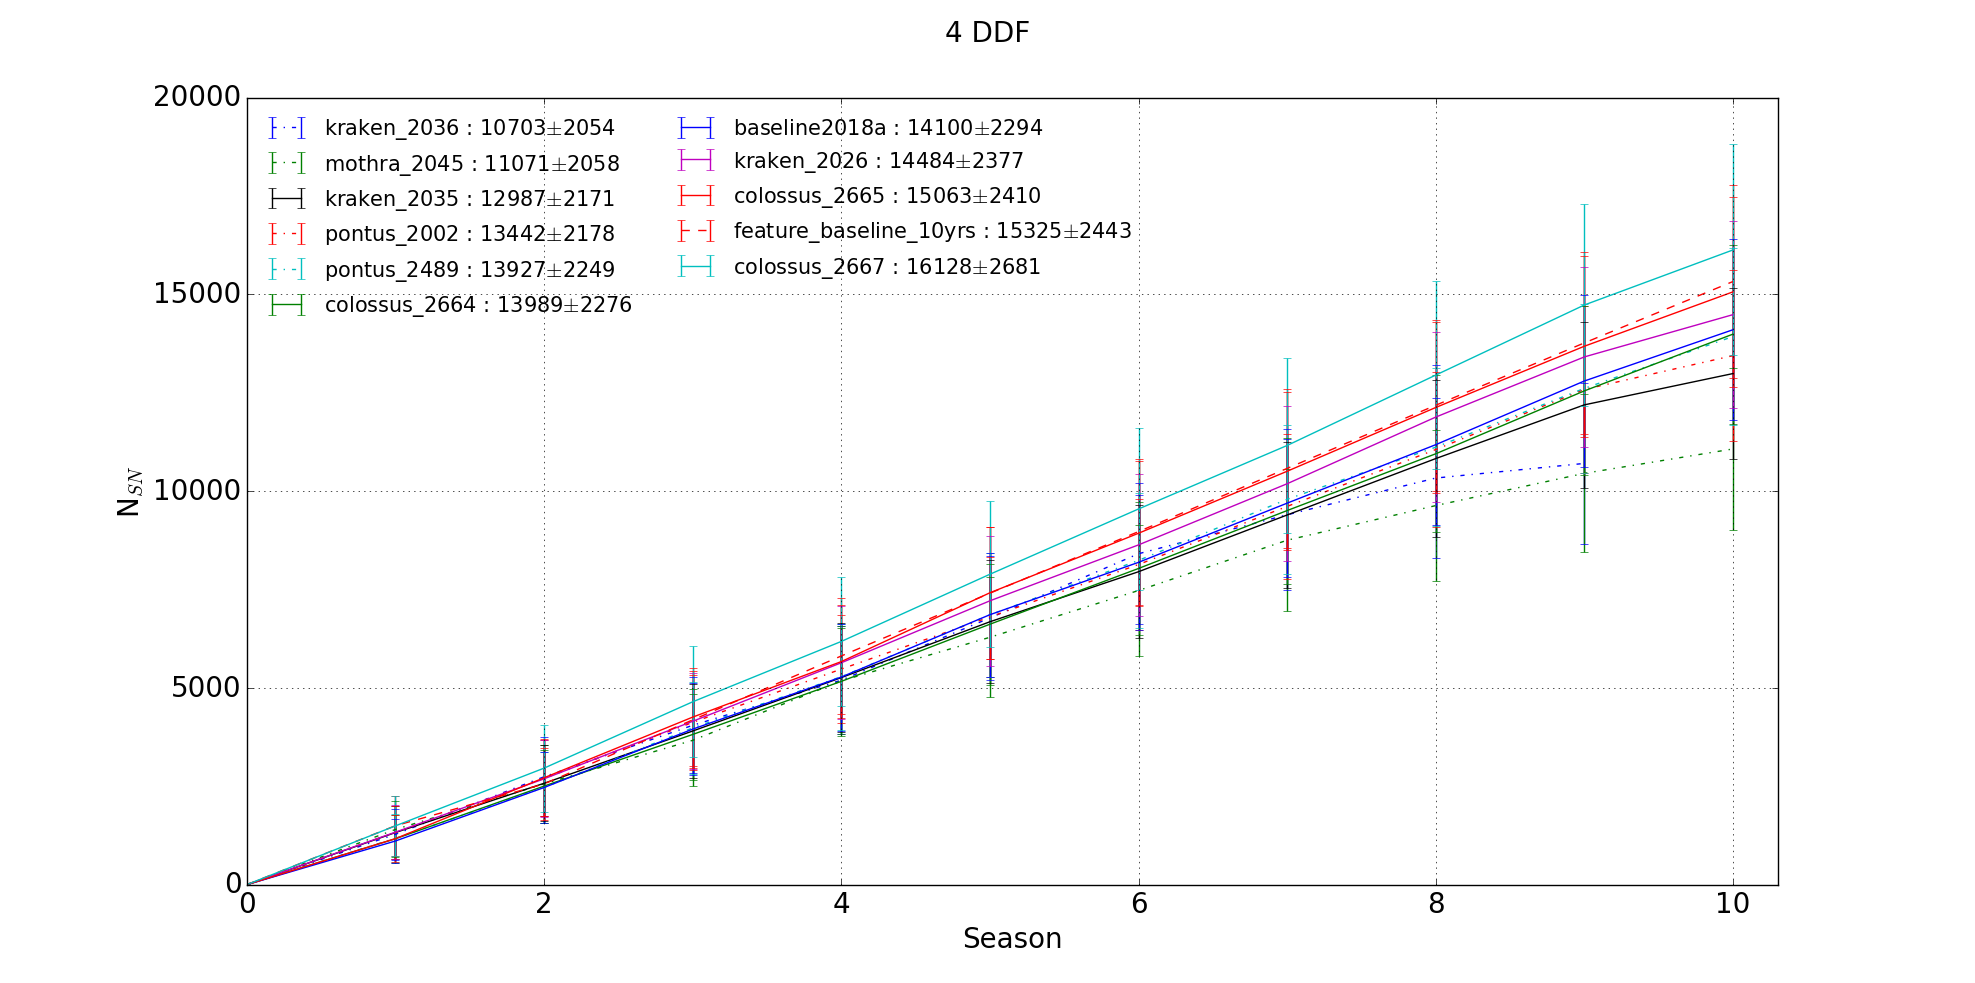 4 DDF
20000
15000
10000
5000
0
N_SN
kraken_2036 : 10703±2054
mothra_2045 : 11071±2058
kraken_2035 : 12987±2171
pontus_2002 : 13442±2178
pontus_2489 : 13927±2249
colossus_2664 : 13989±2276
baseline2018a : 14100±2294
kraken_2026 : 14484±2377
colossus_2665 : 15063±2410
feature_baseline_10yrs : 15325±2443
colossus_2667 : 16128±2681
0 2 4 6 8 10
Season